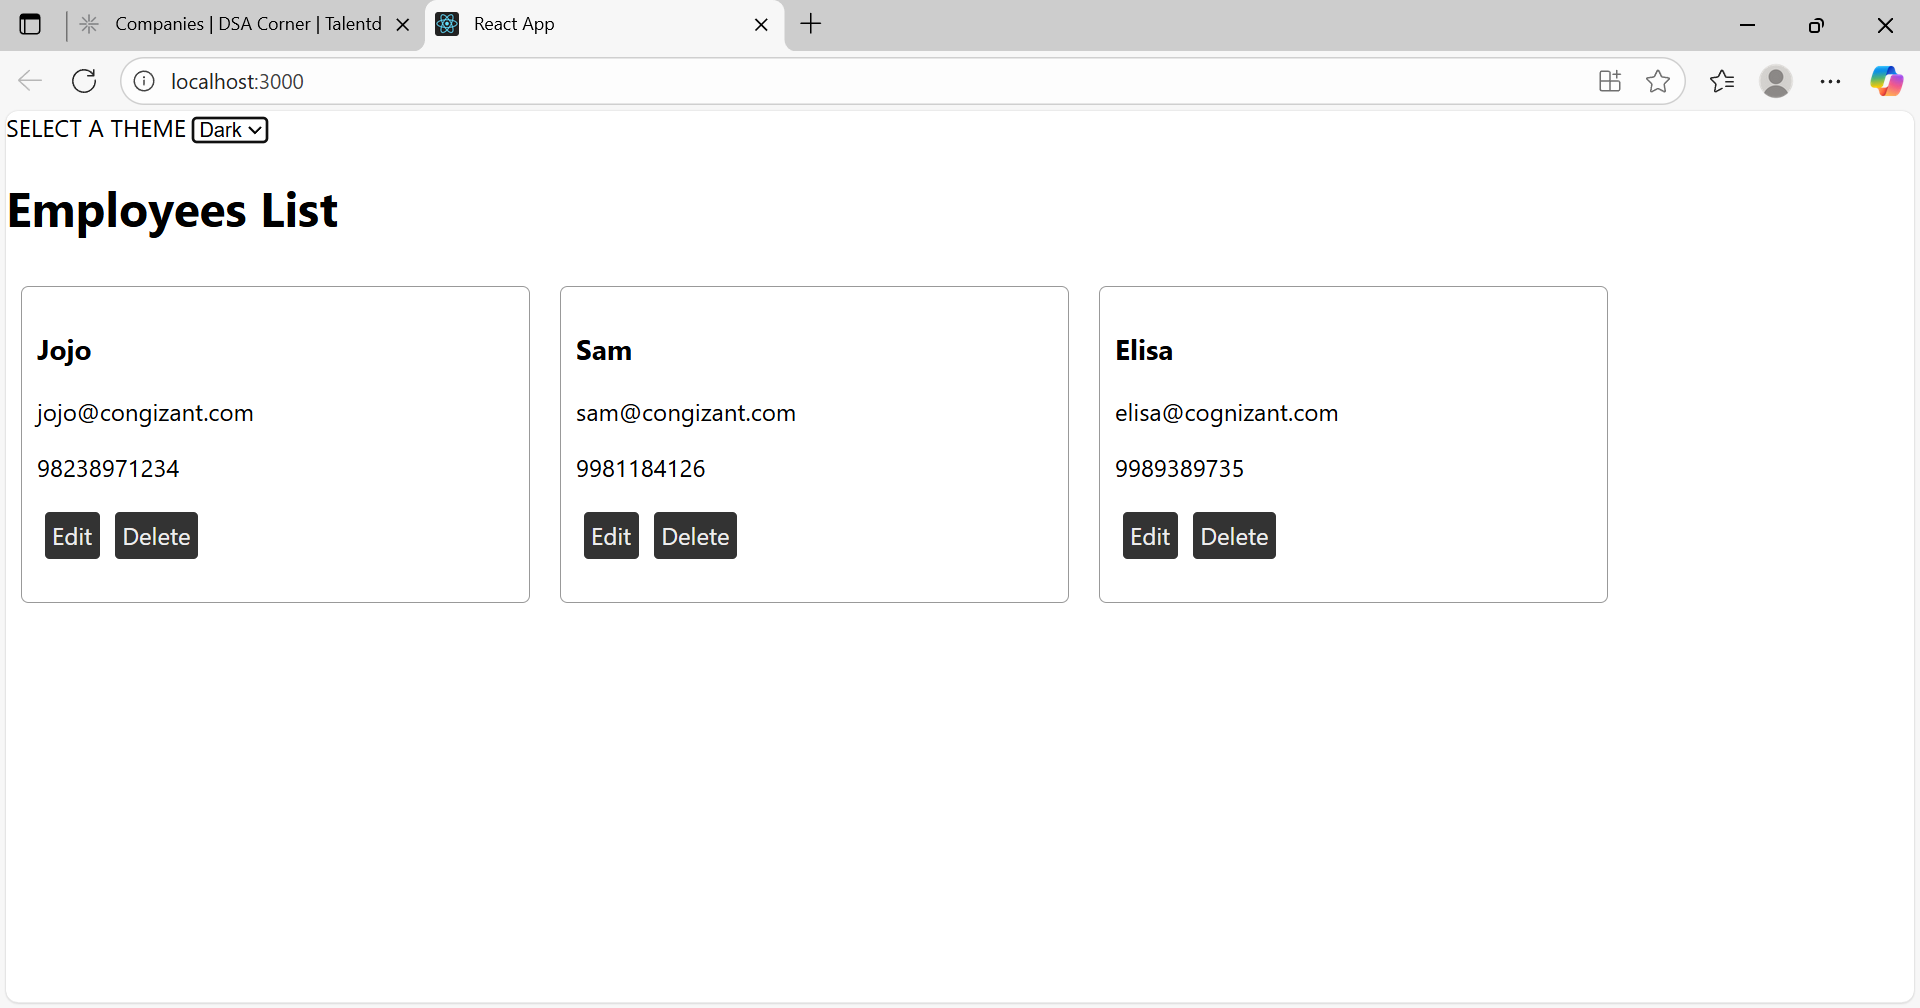 Companies | DSA Corner | Talentd
React App
localhost:3000
SELECT A THEME Dark
Employees List
Jojo
jojo@congizant.com
98238971234
Edit Delete
Sam
sam@congizant.com
9981184126
Edit Delete
Elisa
elisa@cognizant.com
9989389735
Edit Delete